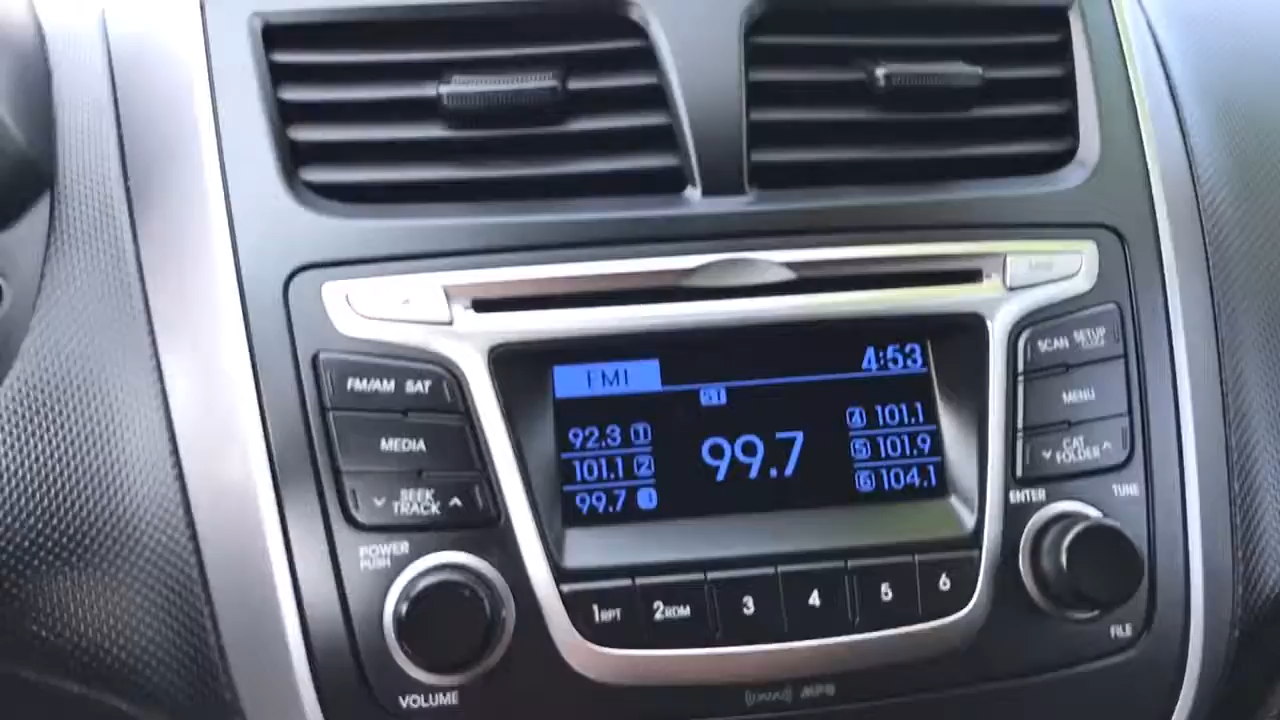 FM/AM SAT
MEDIA
SEEK
TRACK
POWER
PUSH
VOLUME
FM1
4:53
ST
92.3 1
101.1 2
99.7 3
99.7
4 101.1
5 101.9
6 104.1
1RPT 2RDM 3 4 5 6
SCAN SETUP
MENU
CAT
FOLDER
ENTER TUNE
FILE
MP3